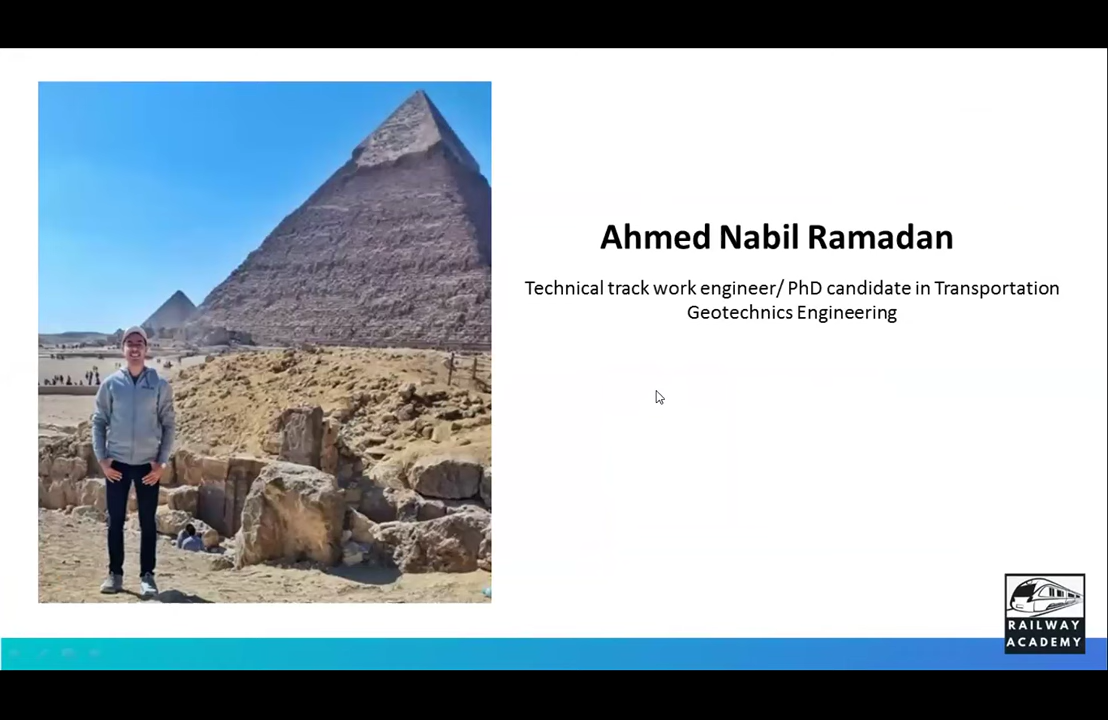 Ahmed Nabil Ramadan
Technical track work engineer/ PhD candidate in Transportation
Geotechnics Engineering
RAILWAY
ACADEMY